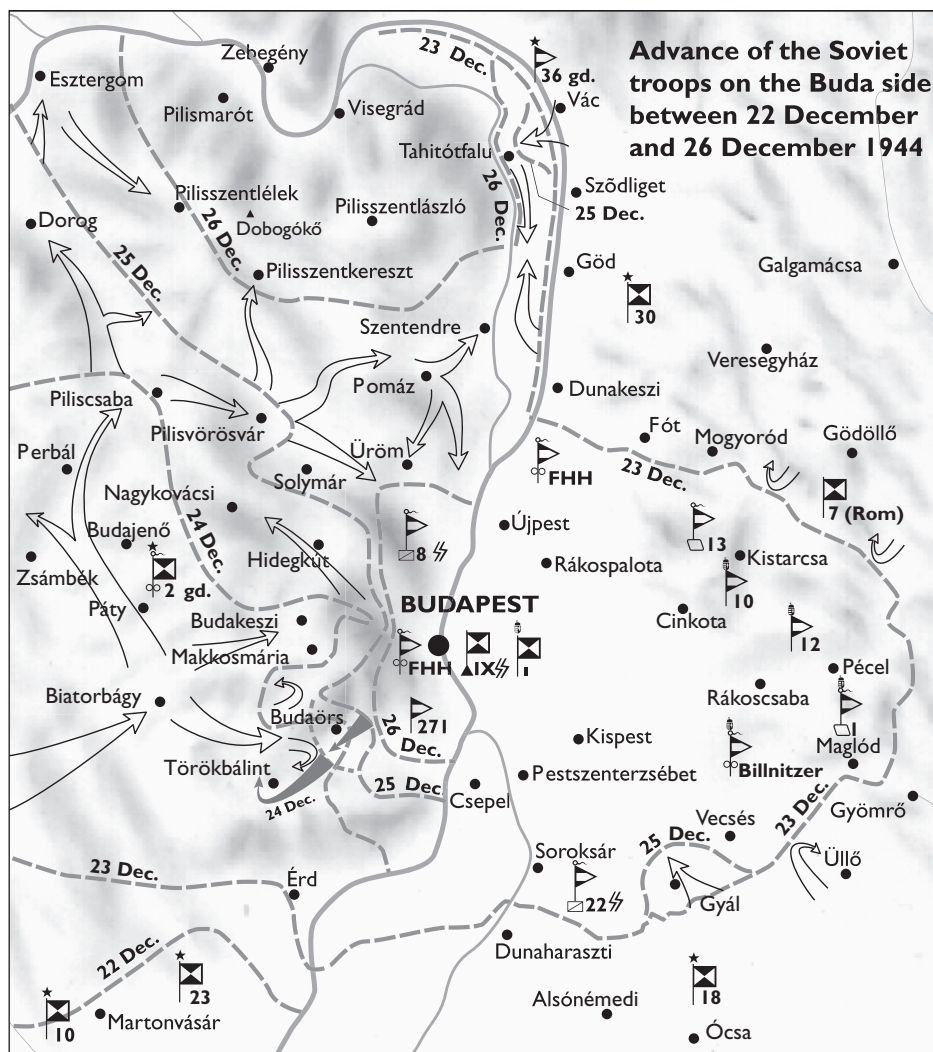 Advance of the Soviet
troops on the Buda side
between 22 December
and 26 December 1944
Zebegény
23 Dec.
36 gd.
Esztergom
Pilismarót
Visegrád
Vác
Tahitótfalu
26 Dec.
Sződliget
25 Dec.
Pilisszentlélek
Dobogókő
Pilisszentlászló
Dorog
26 Dec.
25 Dec.
Pilisszentkereszt
Göd
Galgamácsa
30
Szentendre
Veresegyház
Pomáz
Dunakeszi
Piliscsaba
Pilisvörösvár
Fót
Mogyoród
Gödöllő
Perbál
Üröm
FHH
23 Dec.
Solymár
Nagykovácsi
7 (Rom)
Budajenő
24 Dec.
Hidegkút
8
Újpest
13
Kistarcsa
Zsámbék
2 gd.
Rákospalota
10
Páty
BUDAPEST
Cinkota
12
Budakeszi
Makkosmária
FHH
IX
I
Pécel
Biatorbágy
Rákoscsaba
1
Budaörs
271
26 Dec.
Kispest
Billnitzer
Maglód
Törökbálint
24 Dec.
25 Dec.
Csepel
Pestszenterzsébet
23 Dec.
Gyömrő
Vecsés
25 Dec.
23 Dec.
Érd
Soroksár
22
Gyál
Üllő
22 Dec.
Dunaharaszti
23
10
Martonvásár
Alsónémedi
18
Ócsa